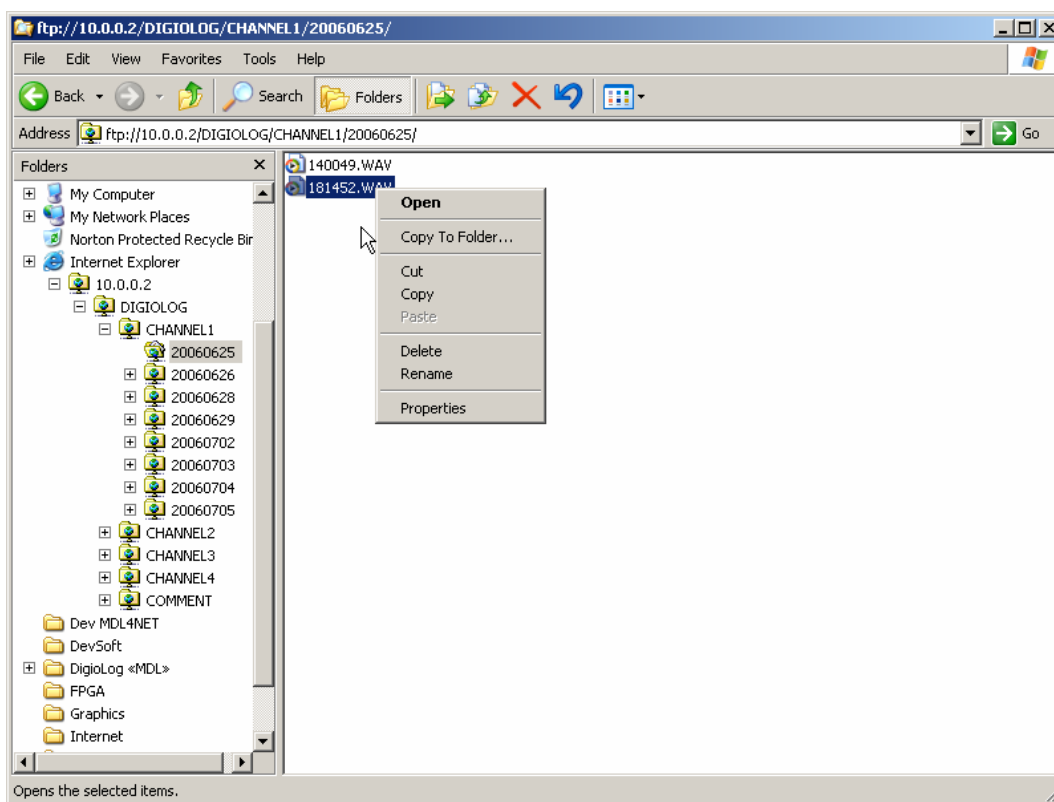 ftp://10.0.0.2/DIGIOLOG/CHANNEL1/20060625/
File Edit View Favorites Tools Help
Back Search Folders
Address ftp://10.0.0.2/DIGIOLOG/CHANNEL1/20060625/ Go
Folders
My Computer
My Network Places
Norton Protected Recycle Bir
Internet Explorer
10.0.0.2
DIGIOLOG
CHANNEL1
20060625
20060626
20060628
20060629
20060702
20060703
20060704
20060705
CHANNEL2
CHANNEL3
CHANNEL4
COMMENT
Dev MDL4NET
DevSoft
DigioLog «MDL»
FPGA
Graphics
Internet
140049.WAV
181452.WAV
Open
Copy To Folder...
Cut
Copy
Paste
Delete
Rename
Properties
Opens the selected items.